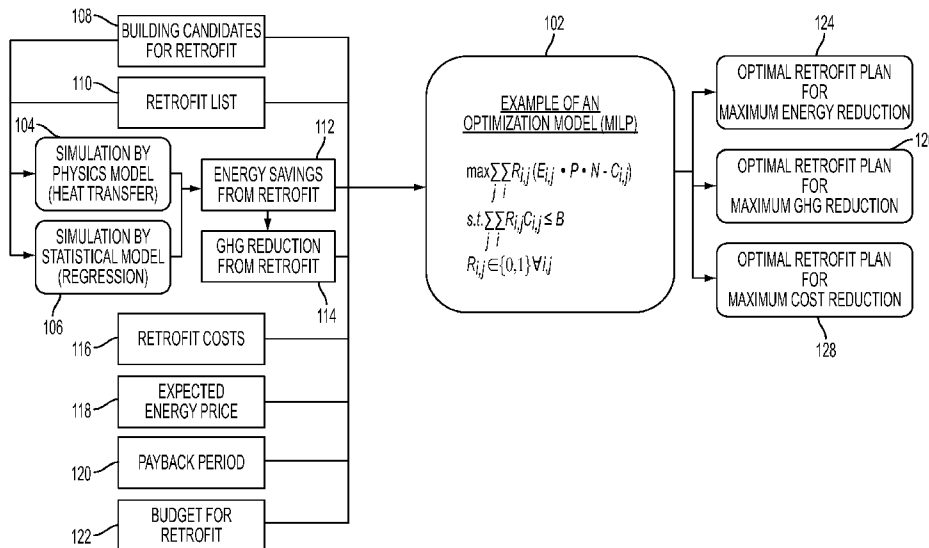 108
BUILDING CANDIDATES
FOR RETROFIT
110
RETROFIT LIST
104
SIMULATION BY
PHYSICS MODEL
(HEAT TRANSFER)
SIMULATION BY
STATISTICAL MODEL
(REGRESSION)
106
112
ENERGY SAVINGS
FROM RETROFIT
GHG REDUCTION
FROM RETROFIT
114
116
RETROFIT COSTS
118
EXPECTED
ENERGY PRICE
120
PAYBACK PERIOD
122
BUDGET FOR
RETROFIT
102
EXAMPLE OF AN
OPTIMIZATION MODEL (MILP)
max∑∑R_{i,j}(E_{i,j} • P • N - C_{i,j})
j i
s.t.∑∑R_{i,j}C_{i,j} ≤ B
j i
R_{i,j}∈{0,1}∀i,j
124
OPTIMAL RETROFIT PLAN
FOR
MAXIMUM ENERGY REDUCTION
OPTIMAL RETROFIT PLAN
FOR
MAXIMUM GHG REDUCTION
OPTIMAL RETROFIT PLAN
FOR
MAXIMUM COST REDUCTION
128